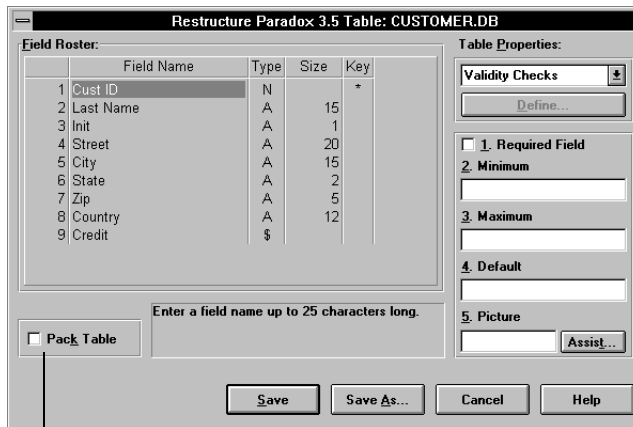 Restructure Paradox 3.5 Table: CUSTOMER.DB
Field Roster:
Field Name Type Size Key
1 Cust ID N *
2 Last Name A 15
3 Init A 1
4 Street A 20
5 City A 15
6 State A 2
7 Zip A 5
8 Country A 12
9 Credit $
Enter a field name up to 25 characters long.
Pack Table
Table Properties:
Validity Checks
Define...
1. Required Field
2. Minimum
3. Maximum
4. Default
5. Picture
Assist...
Save Save As... Cancel Help